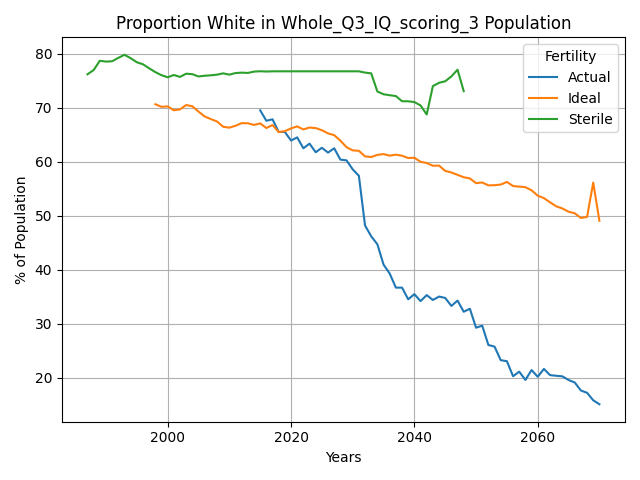 Proportion White in Whole_Q3_IQ_scoring_3 Population
Fertility
Actual
Ideal
Sterile
% of Population
80
70
60
50
40
30
20
2000
2020
2040
2060
Years